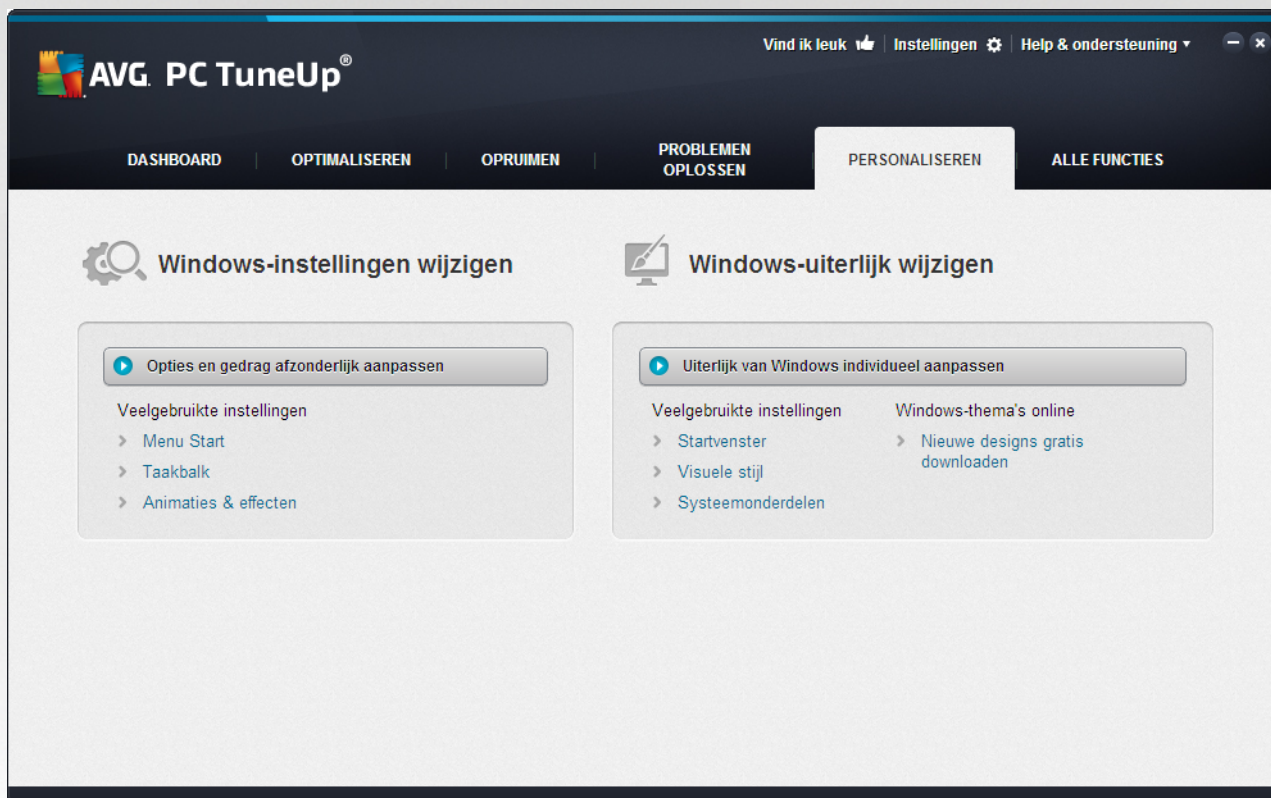 Vind ik leuk
Instellingen
Help & ondersteuning
AVG. PC TuneUp®
DASHBOARD
OPTIMALISEREN
OPRUIMEN
PROBLEMEN
OPLOSSEN
PERSONALISEREN
ALLE FUNCTIES
Windows-instellingen wijzigen
Opties en gedrag afzonderlijk aanpassen
Veelgebruikte instellingen
Menu Start
Taakbalk
Animaties & effecten
Windows-uiterlijk wijzigen
Uiterlijk van Windows individueel aanpassen
Veelgebruikte instellingen
Startvenster
Visuele stijl
Systeemonderdelen
Windows-thema's online
Nieuwe designs gratis
downloaden